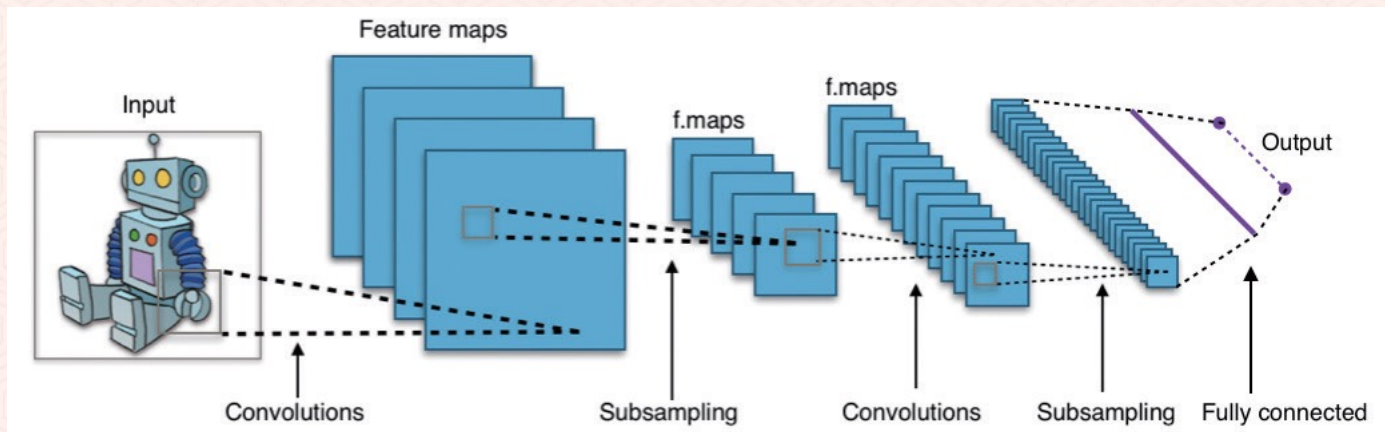 Feature maps
Input
f.maps
f.maps
Output
Convolutions
Subsampling
Convolutions
Subsampling
Fully connected